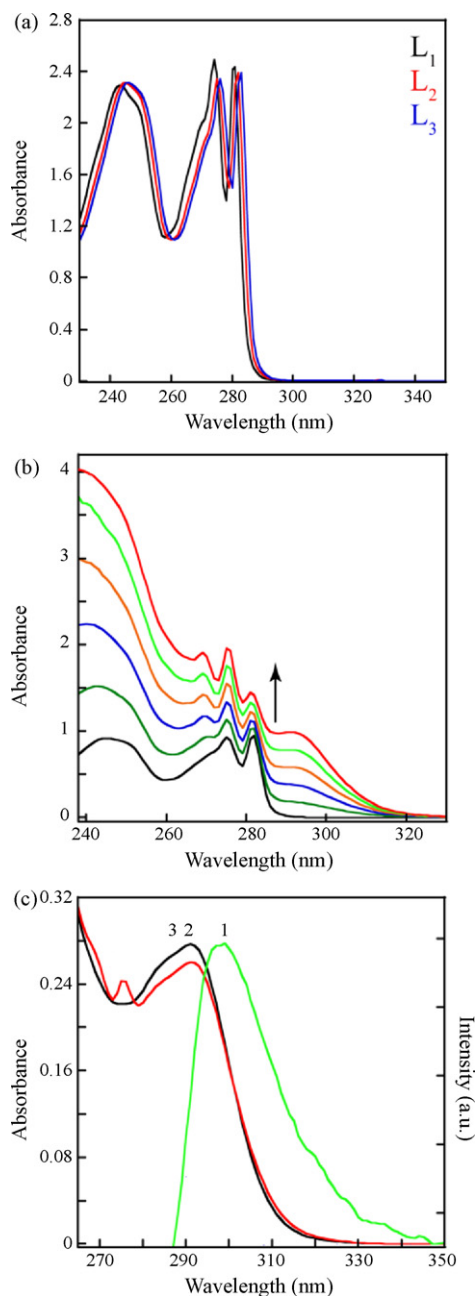 (a)
2.8
2.4
1.8
1.2
0.6
0
Absorbance
L1
L2
L3
240 260 280 300 320 340
Wavelength (nm)
(b)
4
3
2
1
0
Absorbance
240 260 280 300 320
Wavelength (nm)
(c)
0.32
0.24
0.16
0.08
0
Absorbance
3 2 1
Intensity (a.u.)
270 290 310 330 350
Wavelength (nm)